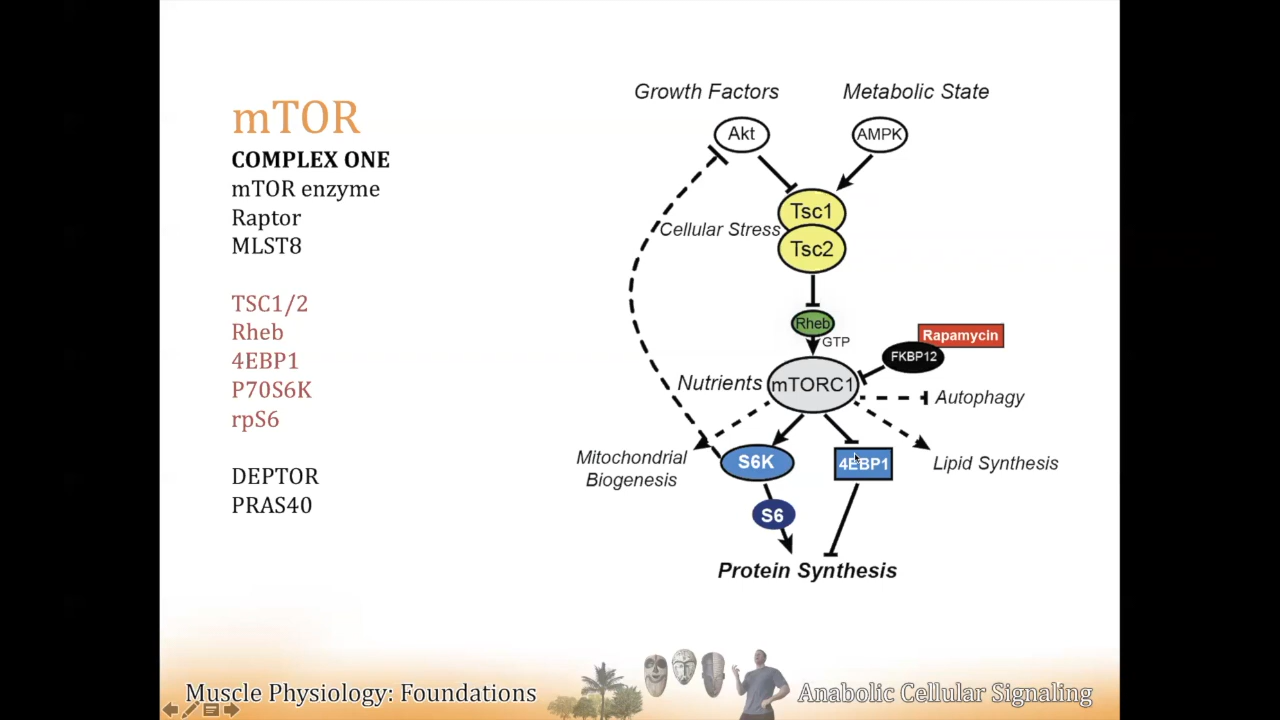 mTOR
COMPLEX ONE
mTOR enzyme
Raptor
MLST8
TSC1/2
Rheb
4EBP1
P70S6K
rpS6
DEPTOR
PRAS40
Growth Factors
Metabolic State
Akt
AMPK
Tsc1
Cellular Stress
Tsc2
Rheb
GTP
Rapamycin
FKBP12
Nutrients
mTORC1
Autophagy
Mitochondrial
Biogenesis
S6K
4EBP1
Lipid Synthesis
S6
Protein Synthesis
Muscle Physiology: Foundations
Anabolic Cellular Signaling